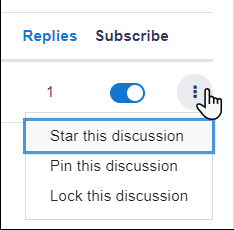 Replies Subscribe
1
Star this discussion
Pin this discussion
Lock this discussion